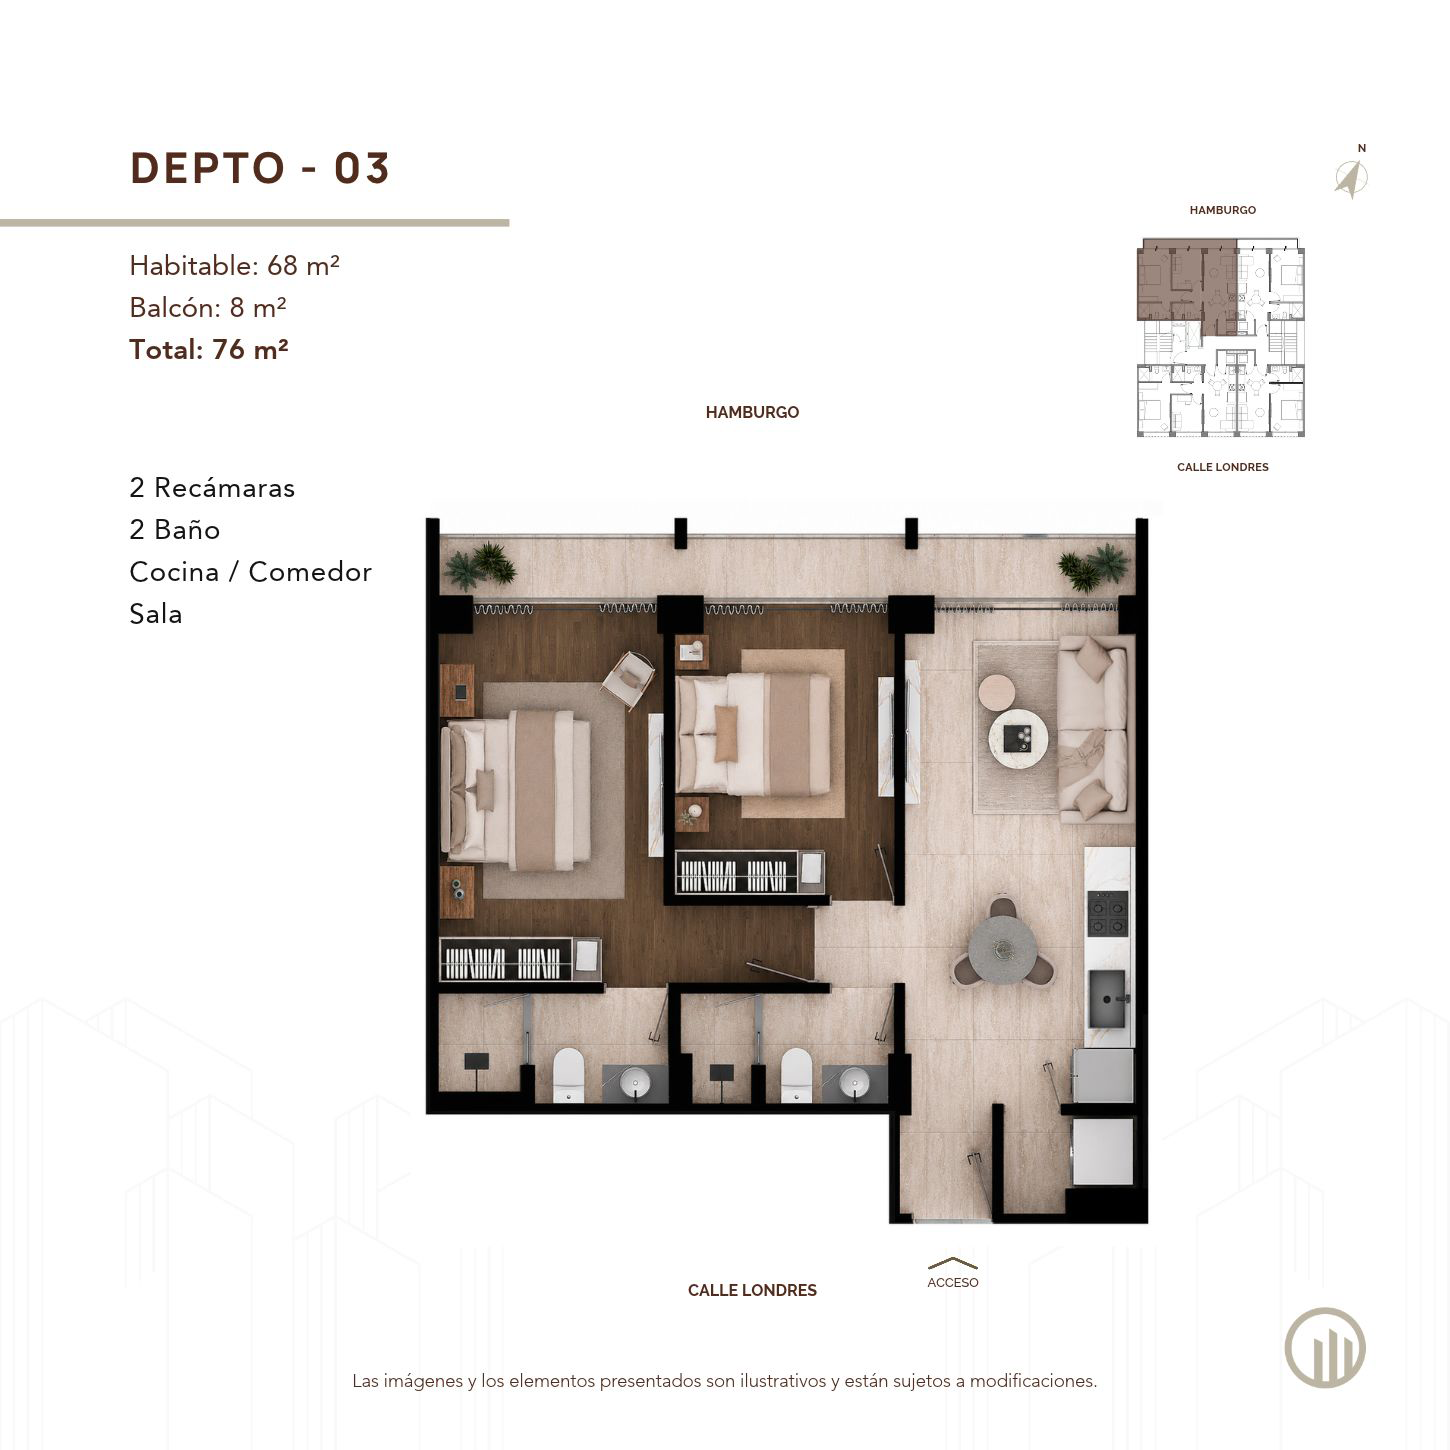 DEPTO - 03
Habitable: 68 m²
Balcón: 8 m²
Total: 76 m²
N
HAMBURGO
CALLE LONDRES
HAMBURGO
2 Recámaras
2 Baño
Cocina / Comedor
Sala
ACCESO
CALLE LONDRES
Las imágenes y los elementos presentados son ilustrativos y están sujetos a modificaciones.